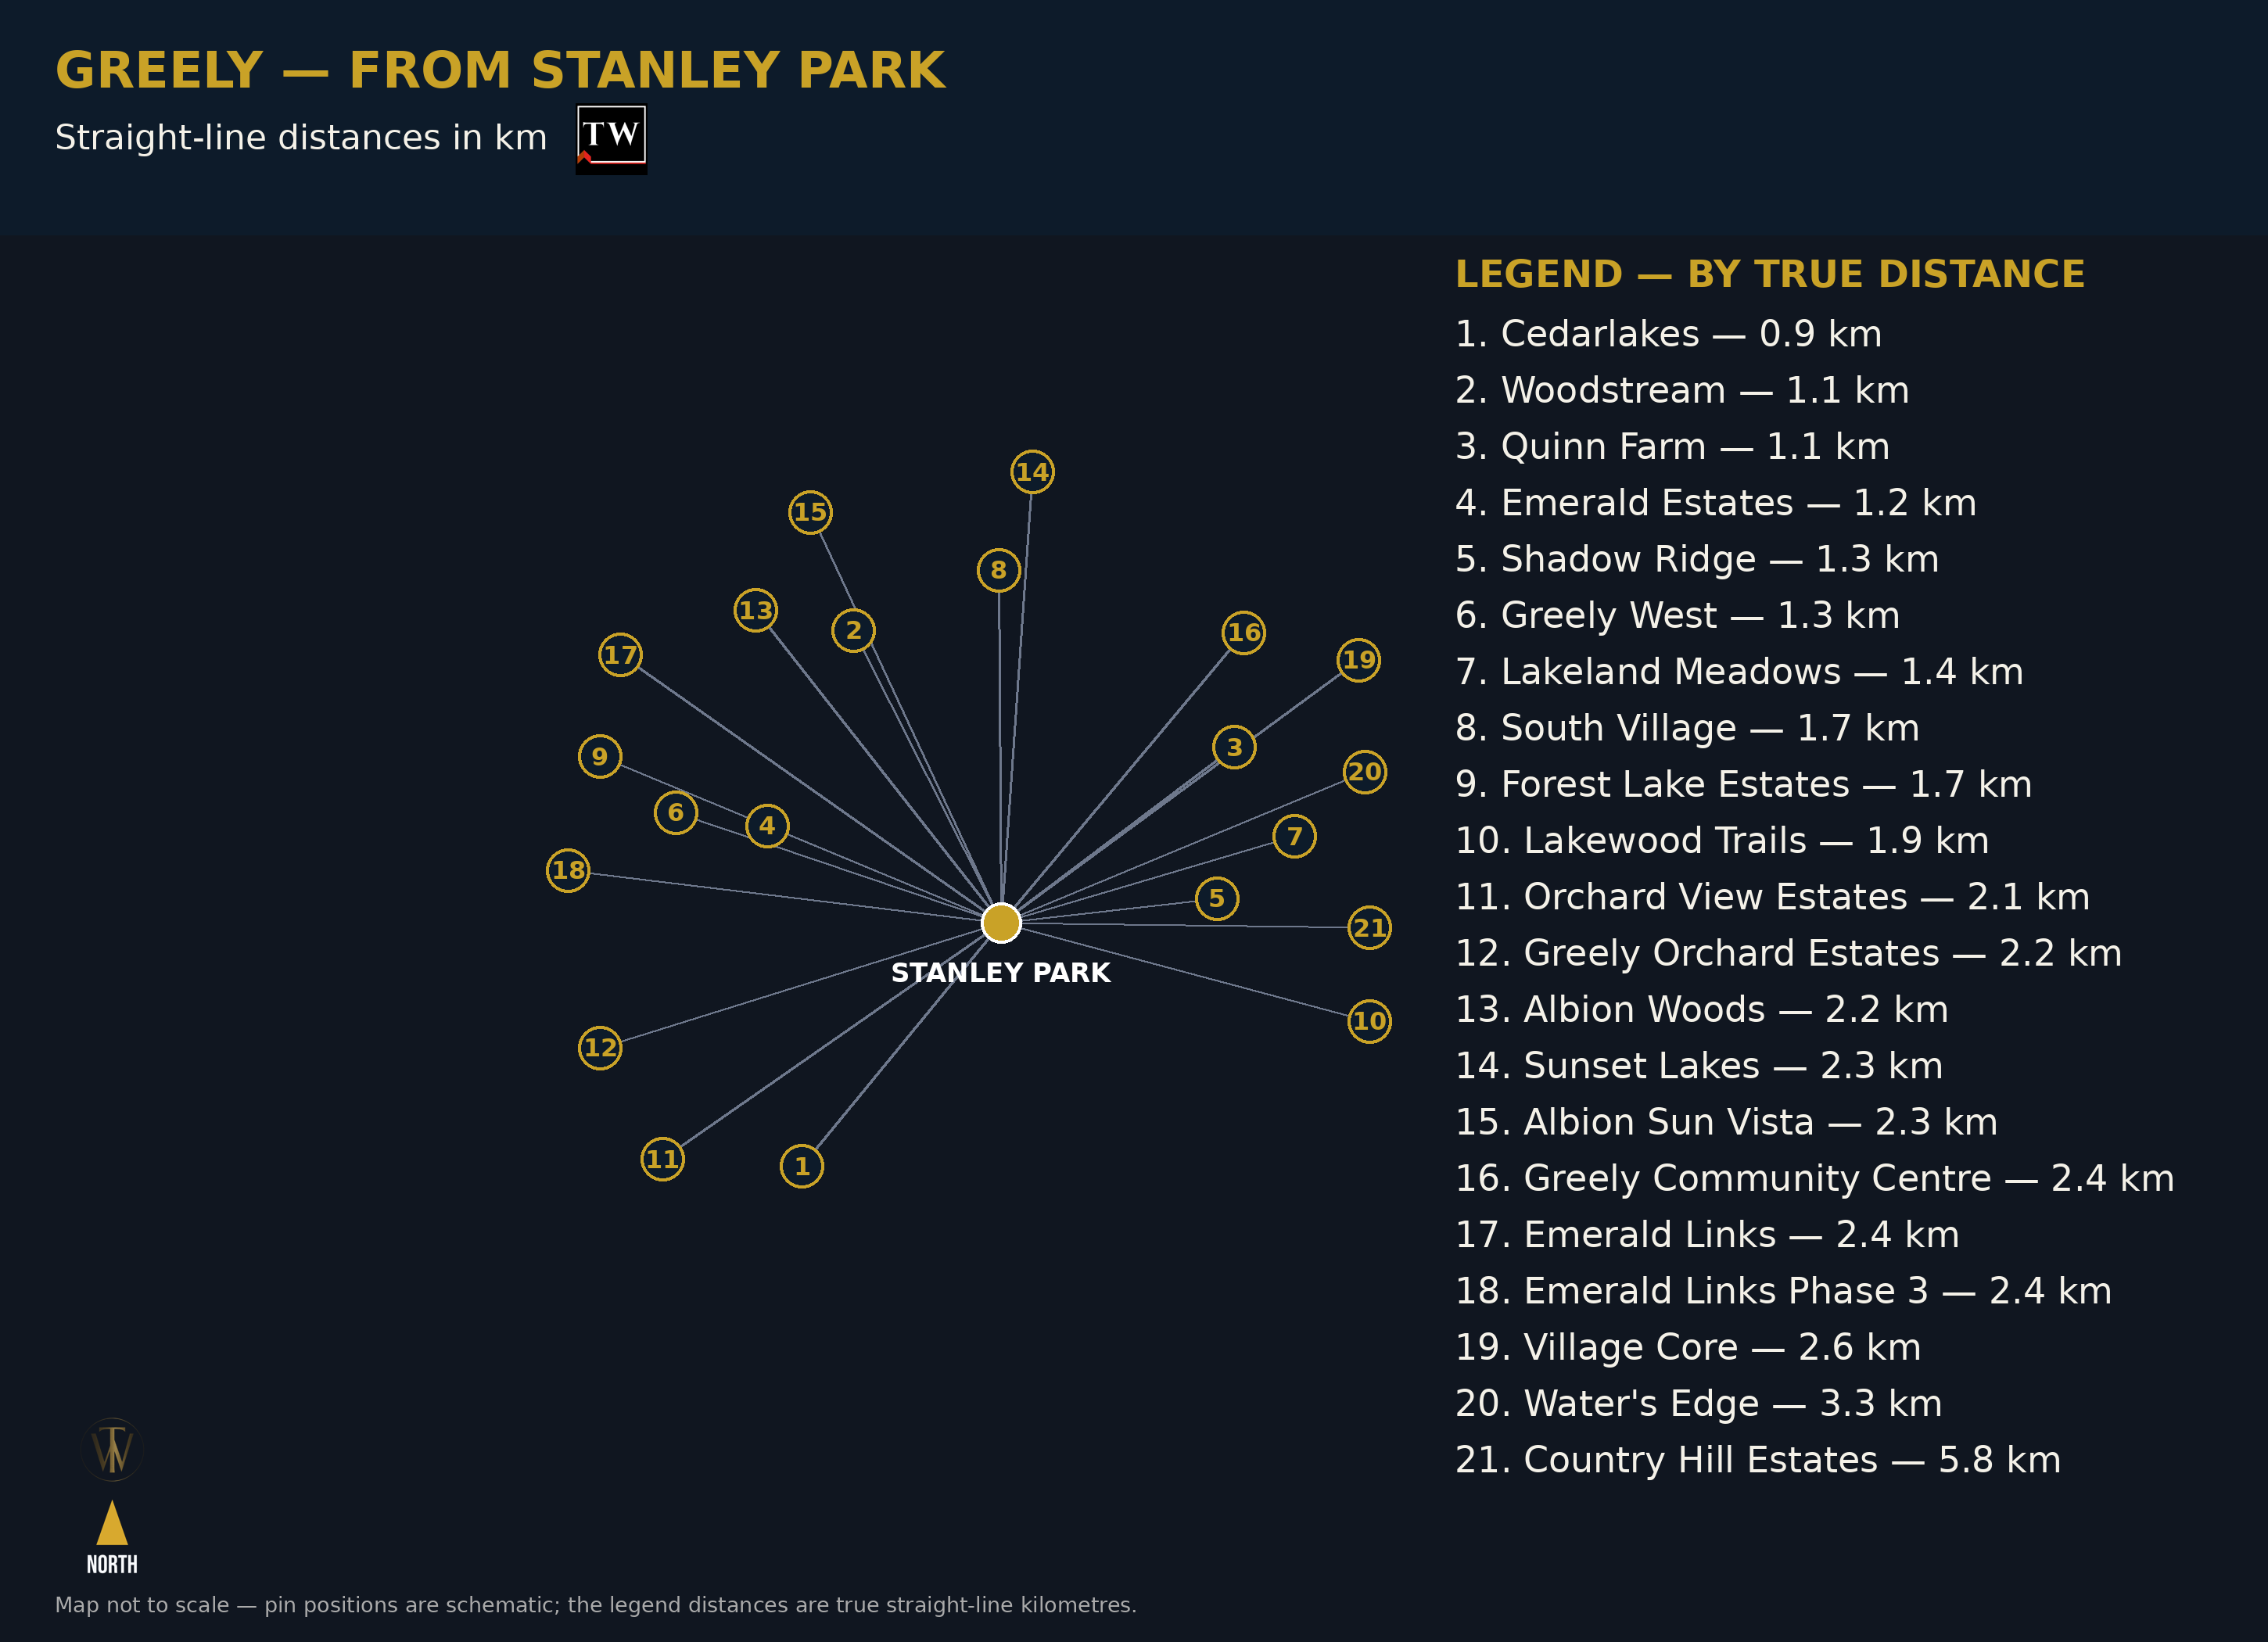 GREELY — FROM STANLEY PARK
Straight-line distances in km
TW
LEGEND — BY TRUE DISTANCE
1. Cedarlakes — 0.9 km
2. Woodstream — 1.1 km
3. Quinn Farm — 1.1 km
4. Emerald Estates — 1.2 km
5. Shadow Ridge — 1.3 km
6. Greely West — 1.3 km
7. Lakeland Meadows — 1.4 km
8. South Village — 1.7 km
9. Forest Lake Estates — 1.7 km
10. Lakewood Trails — 1.9 km
11. Orchard View Estates — 2.1 km
12. Greely Orchard Estates — 2.2 km
13. Albion Woods — 2.2 km
14. Sunset Lakes — 2.3 km
15. Albion Sun Vista — 2.3 km
16. Greely Community Centre — 2.4 km
17. Emerald Links — 2.4 km
18. Emerald Links Phase 3 — 2.4 km
19. Village Core — 2.6 km
20. Water's Edge — 3.3 km
21. Country Hill Estates — 5.8 km
14
15
8
13
2
16
17
19
3
9
20
6
4
7
18
5
21
STANLEY PARK
10
12
11
1
TW
NORTH
Map not to scale — pin positions are schematic; the legend distances are true straight-line kilometres.